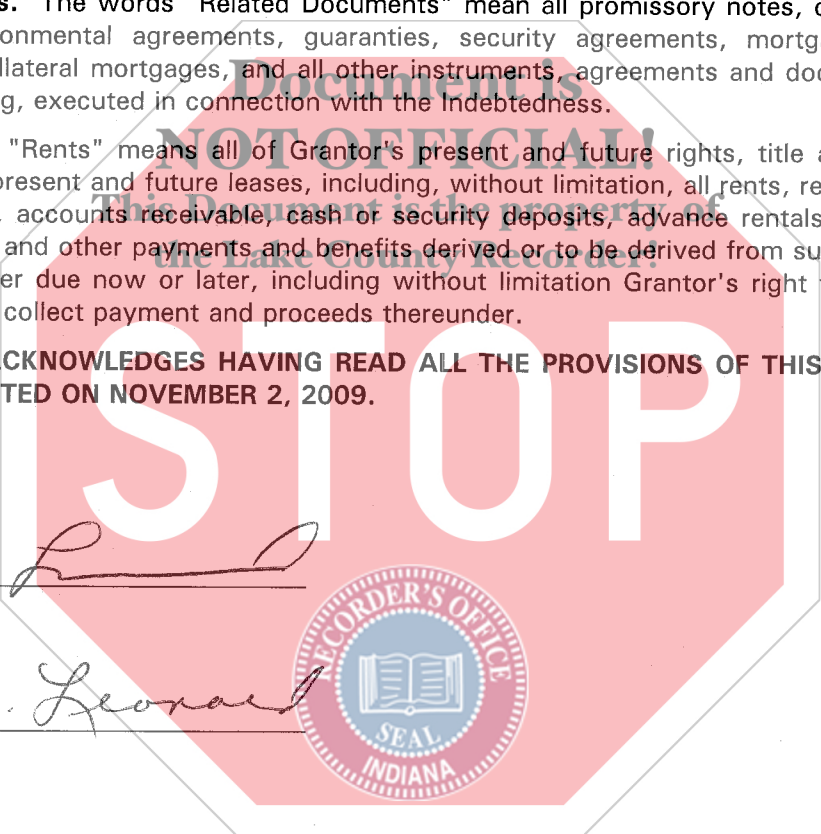 s. The words "Related Documents" mean all promissory notes, c
onmental agreements, guaranties, security agreements, mortg
llateral mortgages, and all other instruments, agreements and doc
g, executed in connection with the Indebtedness.
"Rents" means all of Grantor's present and future rights, title a
present and future leases, including, without limitation, all rents, re
, accounts receivable, cash or security deposits, advance rentals
and other payments and benefits derived or to be derived from su
er due now or later, including without limitation Grantor's right
collect payment and proceeds thereunder.
CKNOWLEDGES HAVING READ ALL THE PROVISIONS OF THIS
TED ON NOVEMBER 2, 2009.
Document is
NOT OFFICIAL!
This Document is the property of
the Lake County Recorder!
STOP
. Leonard
RECORDER'S OFFICE
SEAL
INDIANA